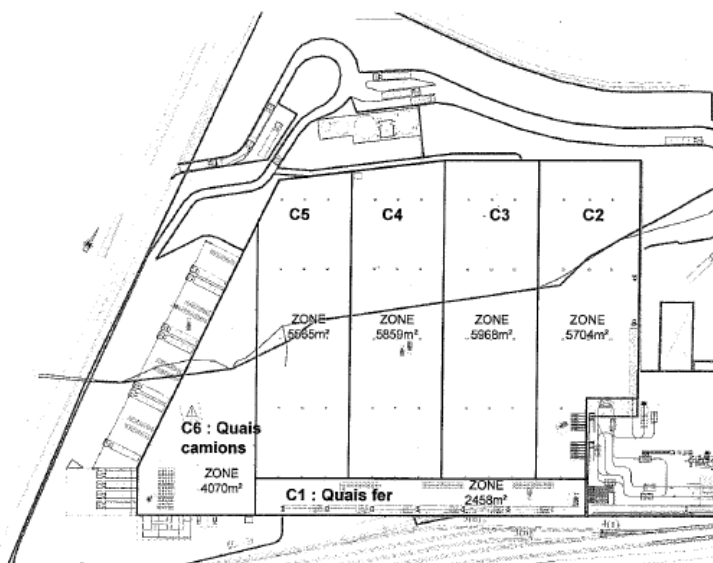 C5
C4
C3
C2
ZONE
5565m²
ZONE
5859m²
ZONE
5968m²
ZONE
5704m²
C6 : Quais
camions
ZONE
4070m²
C1 : Quais fer
ZONE
2458m²